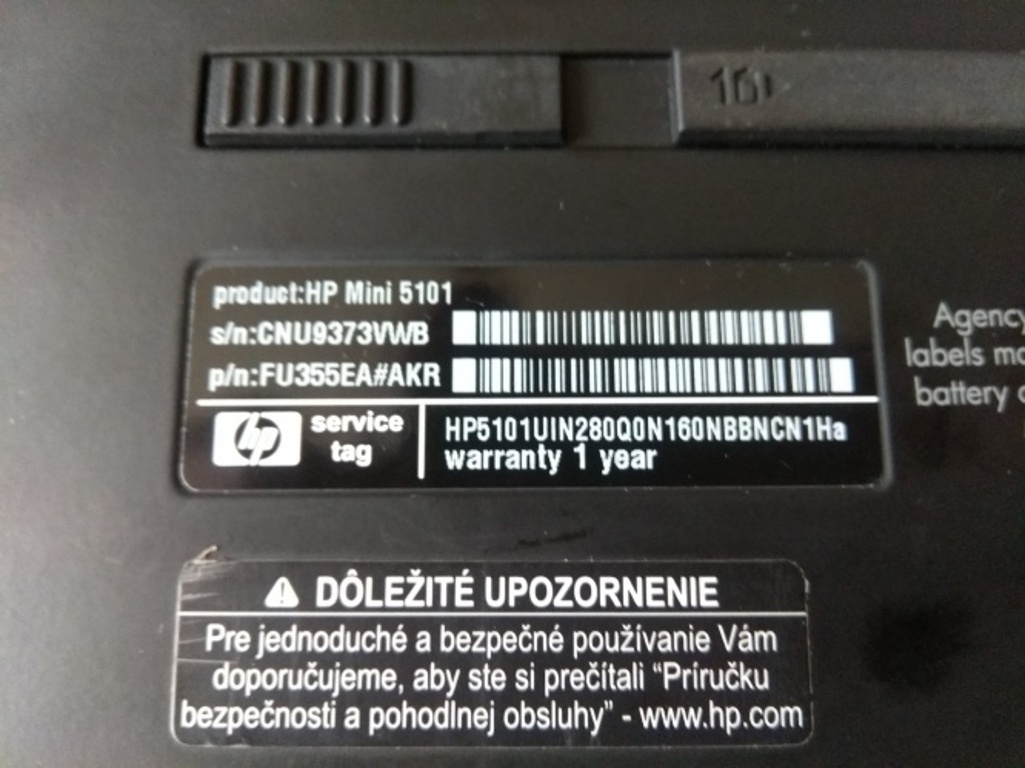 product:HP Mini 5101
s/n:CNU9373VWB
p/n:FU355EA#AKR
hp
service
tag
HP5101UIN280Q0N160NBBNCN1Ha
warranty 1 year
Agency
labels
battery
DÔLEŽITÉ UPOZORNENIE
Pre jednoduché a bezpečné používanie Vám
doporučujeme, aby ste si prečítali “Príručku
bezpečnosti a pohodlnej obsluhy” - www.hp.com